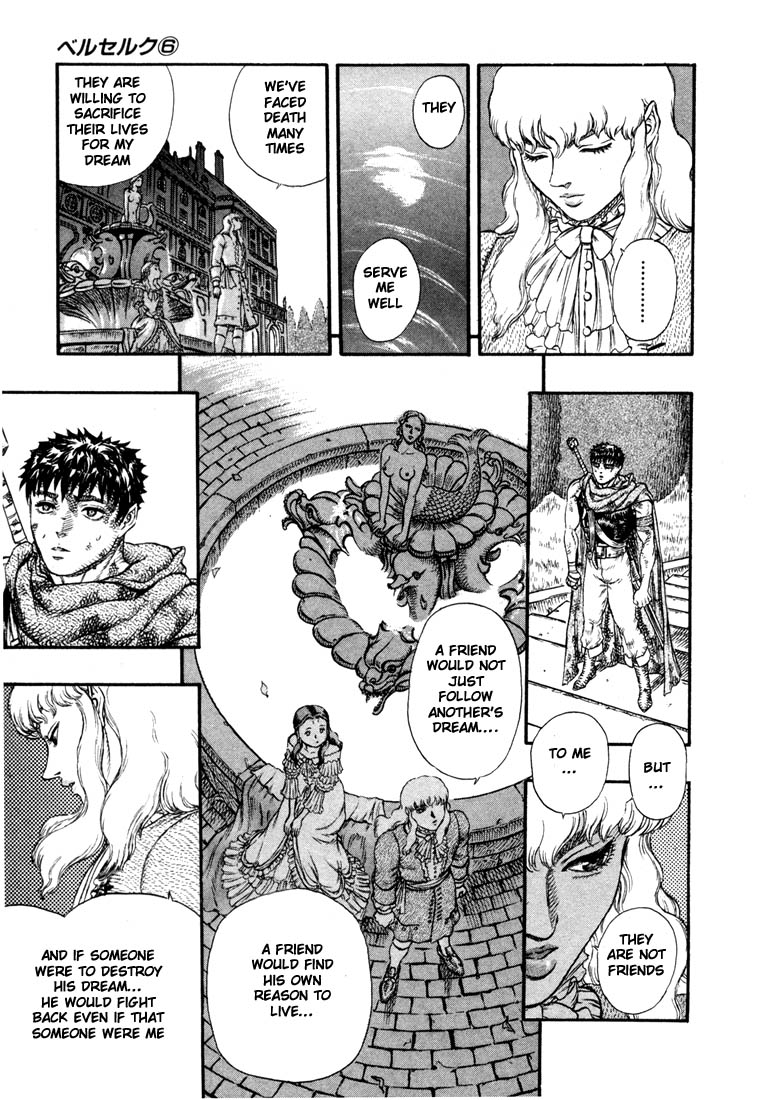 ベルセルク⑥
............
THEY
SERVE
ME
WELL
WE'VE
FACED
DEATH
MANY
TIMES
THEY ARE
WILLING TO
SACRIFICE
THEIR LIVES
FOR MY
DREAM
BUT
...
TO ME
...
THEY
ARE NOT
FRIENDS
A FRIEND
WOULD NOT
JUST
FOLLOW
ANOTHER'S
DREAM....
A FRIEND
WOULD FIND
HIS OWN
REASON TO
LIVE...
AND IF SOMEONE
WERE TO DESTROY
HIS DREAM...
HE WOULD FIGHT
BACK EVEN IF THAT
SOMEONE WERE ME